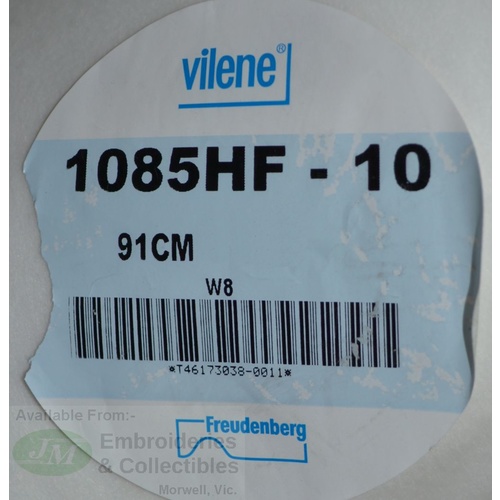 vilene®
1085HF - 10
91CM
W8
*T46173038-0011*
Freudenberg
Available From:-
JM
Embroideries
& Collectibles
Morwell, Vic.